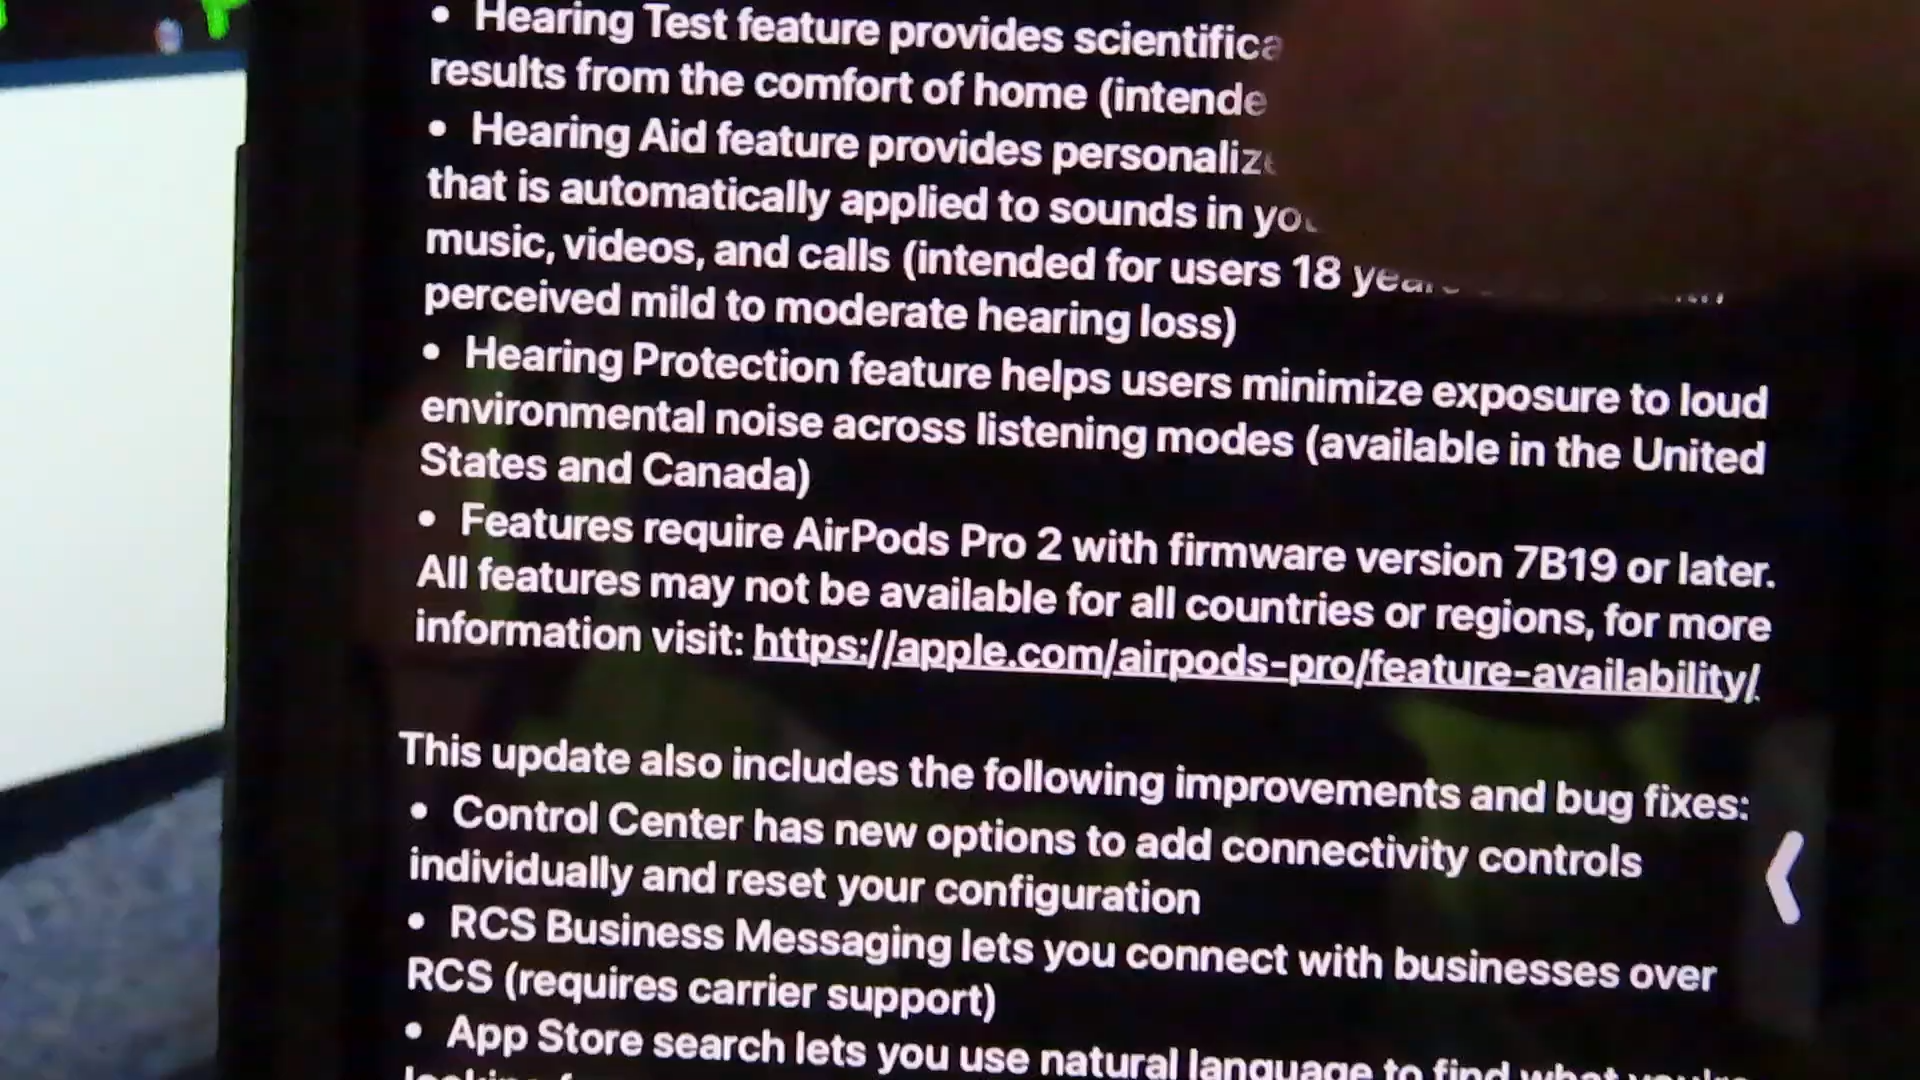 • Hearing Test feature provides
results from the comfort of home
• Hearing Aid feature provides
that is automatically applied to sounds in
music, videos, and calls (intended for users 18
perceived mild to moderate hearing loss)
• Hearing Protection feature helps users minimize exposure to loud
environmental noise across listening modes (available in the United
States and Canada)
• Features require AirPods Pro 2 with firmware version 7B19 or later.
All features may not be available for all countries or regions, for more
information visit: https://apple.com/airpods-pro/feature-availability/
This update also includes the following improvements and bug fixes:
• Control Center has new options to add connectivity controls
individually and reset your configuration
• RCS Business Messaging lets you connect with businesses over
RCS (requires carrier support)
• App Store search lets you use natural language to find what